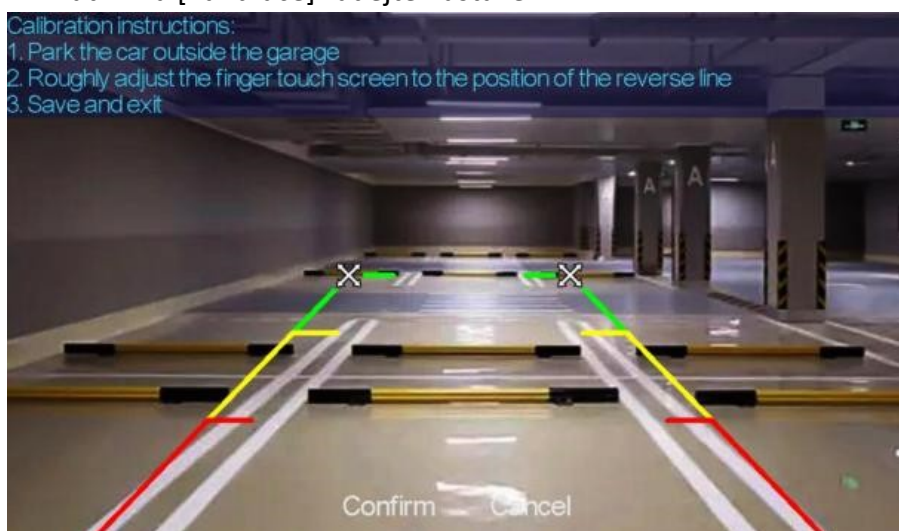 Calibration instructions:
1. Park the car outside the garage
2. Roughly adjust the finger touch screen to the position of the reverse line
3. Save and exit
A
A
Confirm Cancel